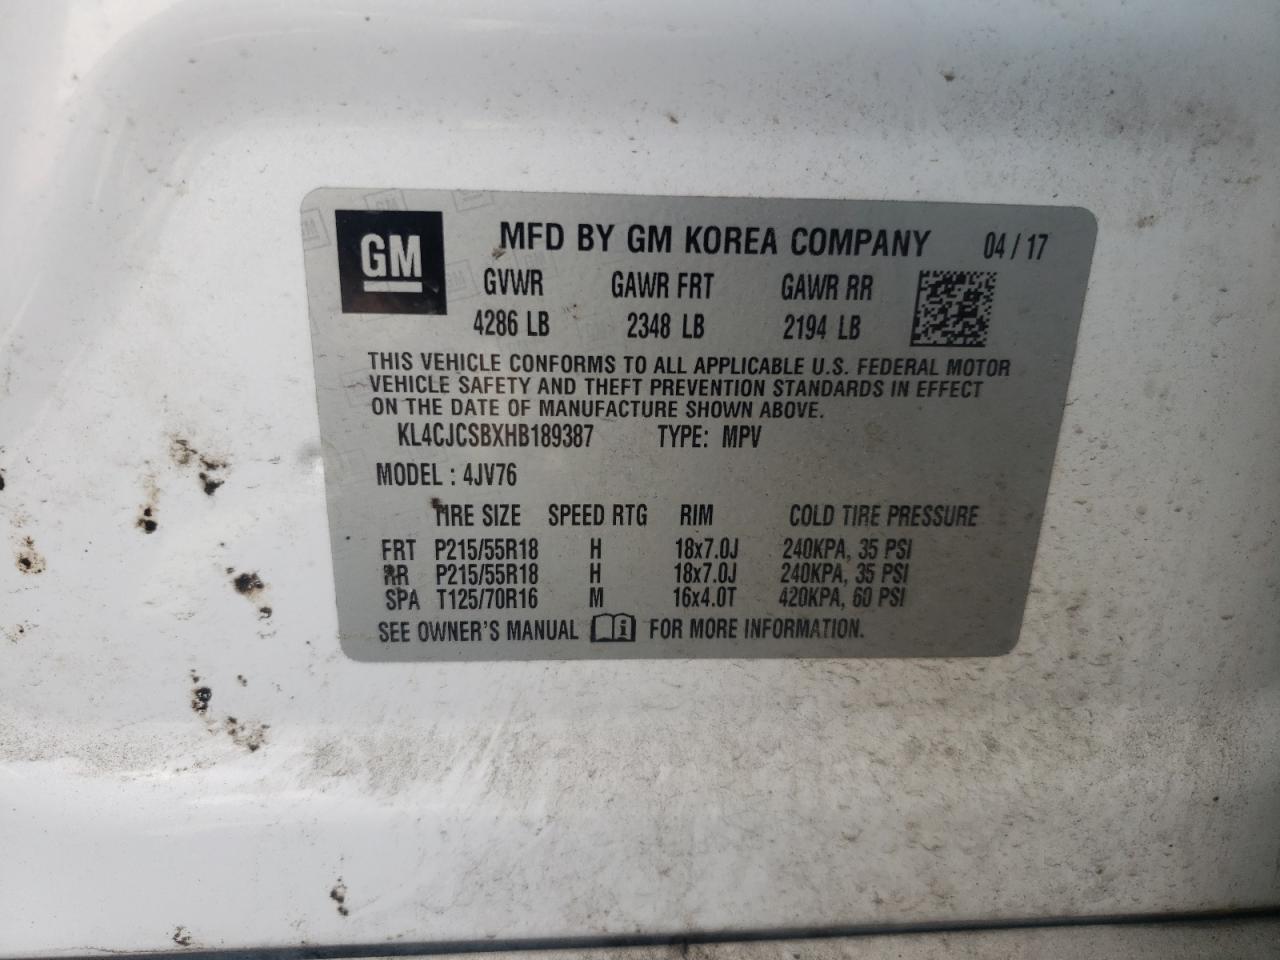 GM
MFD BY GM KOREA COMPANY 04 / 17
GVWR GAWR FRT GAWR RR
4286 LB 2348 LB 2194 LB
THIS VEHICLE CONFORMS TO ALL APPLICABLE U.S. FEDERAL MOTOR
VEHICLE SAFETY AND THEFT PREVENTION STANDARDS IN EFFECT
ON THE DATE OF MANUFACTURE SHOWN ABOVE.
KL4CJCSBXHB189387 TYPE: MPV
MODEL : 4JV76
TIRE SIZE SPEED RTG RIM COLD TIRE PRESSURE
FRT P215/55R18 H 18x7.0J 240KPA, 35 PSI
RR P215/55R18 H 18x7.0J 240KPA, 35 PSI
SPA T125/70R16 M 16x4.0T 420KPA, 60 PSI
SEE OWNER'S MANUAL i FOR MORE INFORMATION.